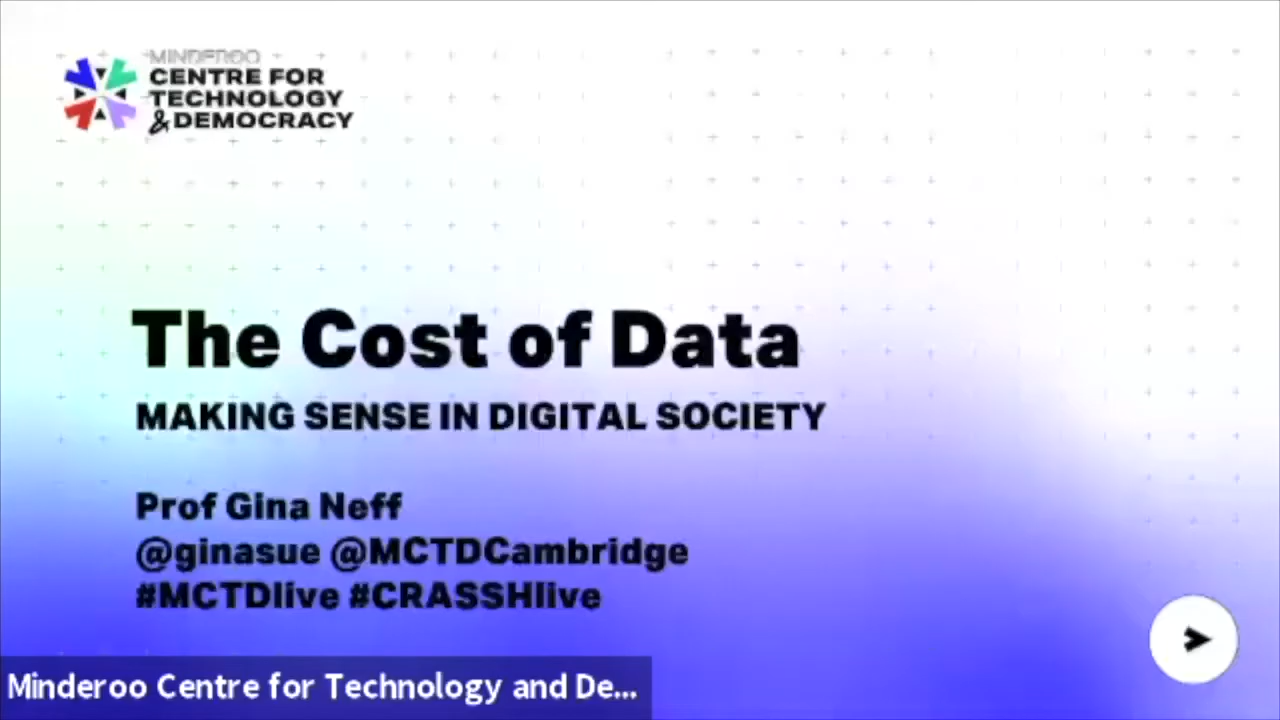 MINDEROO
CENTRE FOR
TECHNOLOGY
& DEMOCRACY
The Cost of Data
MAKING SENSE IN DIGITAL SOCIETY
Prof Gina Neff
@ginasue @MCTDCambridge
#MCTDlive #CRASSHlive
Minderoo Centre for Technology and De...